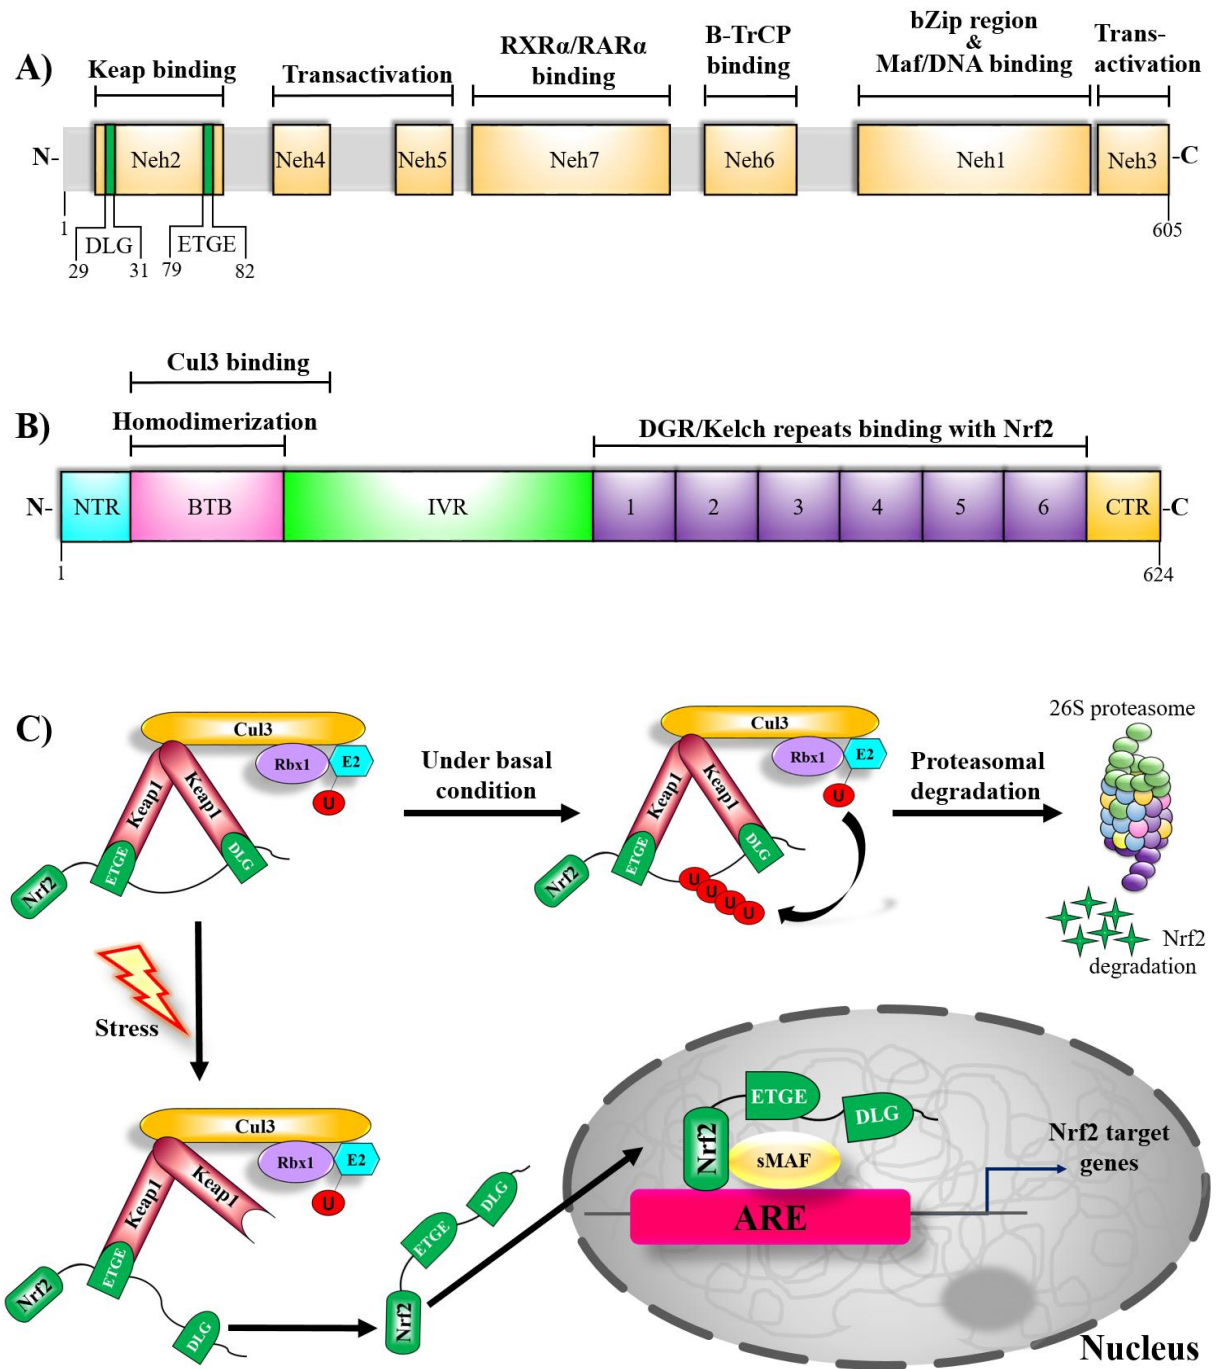 A)
Keap binding
Transactivation
RXRα/RARα
binding
B-TrCP
binding
bZip region
&
Maf/DNA binding
Trans-
activation
N-
Neh2
Neh4
Neh5
Neh7
Neh6
Neh1
Neh3
-C
1
DLG
ETGE
605
29
31
79
82
B)
Cul3 binding
Homodimerization
DGR/Kelch repeats binding with Nrf2
N-
NTR
BTB
IVR
1
2
3
4
5
6
CTR
-C
1
624
C)
Cul3
Rbx1
E2
U
Keap1
Keap1
ETGE
DLG
Nrf2
Under basal
condition
Cul3
Rbx1
E2
U
Keap1
Keap1
ETGE
DLG
Nrf2
U
U
U
U
Proteasomal
degradation
26S proteasome
Nrf2
degradation
Stress
Cul3
Rbx1
E2
U
Keap1
Keap1
ETGE
Nrf2
DLG
DLG
ETGE
Nrf2
ETGE
DLG
Nrf2
sMAF
ARE
Nrf2 target
genes
Nucleus